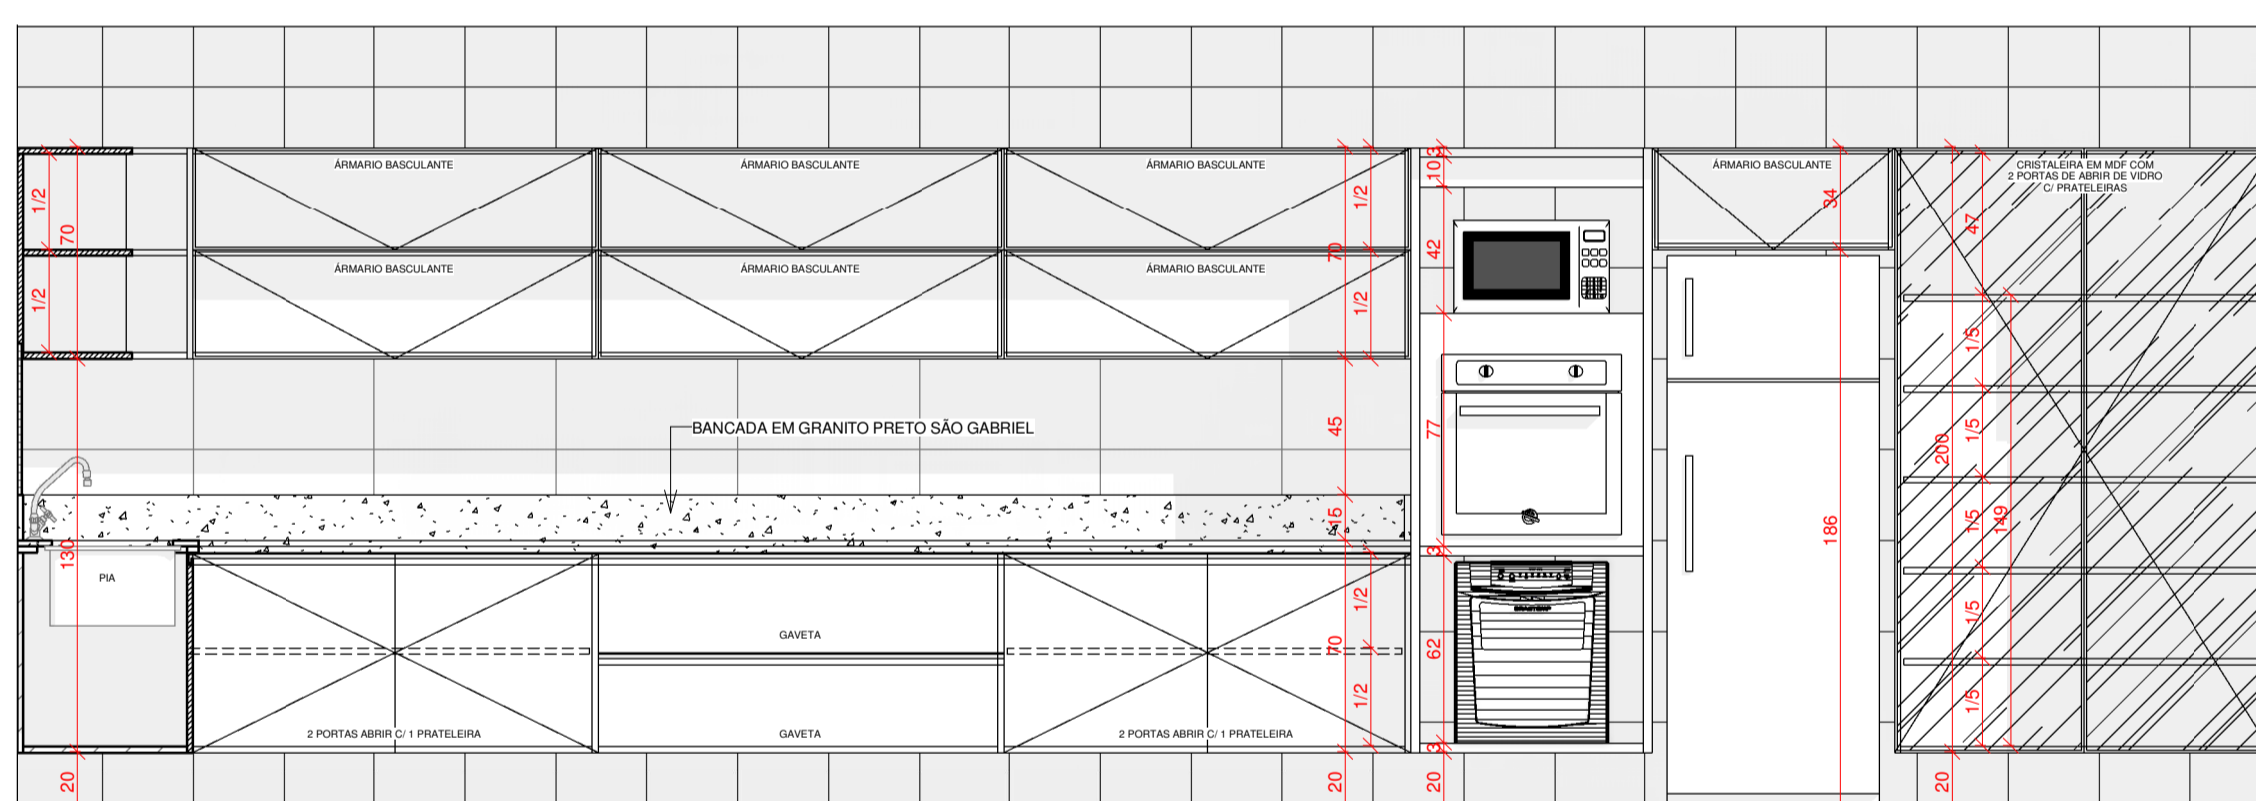 ÁRMARIO BASCULANTE
ÁRMARIO BASCULANTE
ÁRMARIO BASCULANTE
ÁRMARIO BASCULANTE
CRISTALEIRA EM MDF COM
2 PORTAS DE ABRIR DE VIDRO
C/ PRATELEIRAS
1/2
70
1/2
70
1/2
10
3
34
47
42
ÁRMARIO BASCULANTE
ÁRMARIO BASCULANTE
ÁRMARIO BASCULANTE
1/2
1/2
1/5
BANCADA EM GRANITO PRETO SÃO GABRIEL
45
77
200
1/5
15
186
1/5
149
130
3
PIA
1/2
1/5
GAVETA
70
62
1/2
1/5
2 PORTAS ABRIR C/ 1 PRATELEIRA
GAVETA
2 PORTAS ABRIR C/ 1 PRATELEIRA
3
20
20
20
20